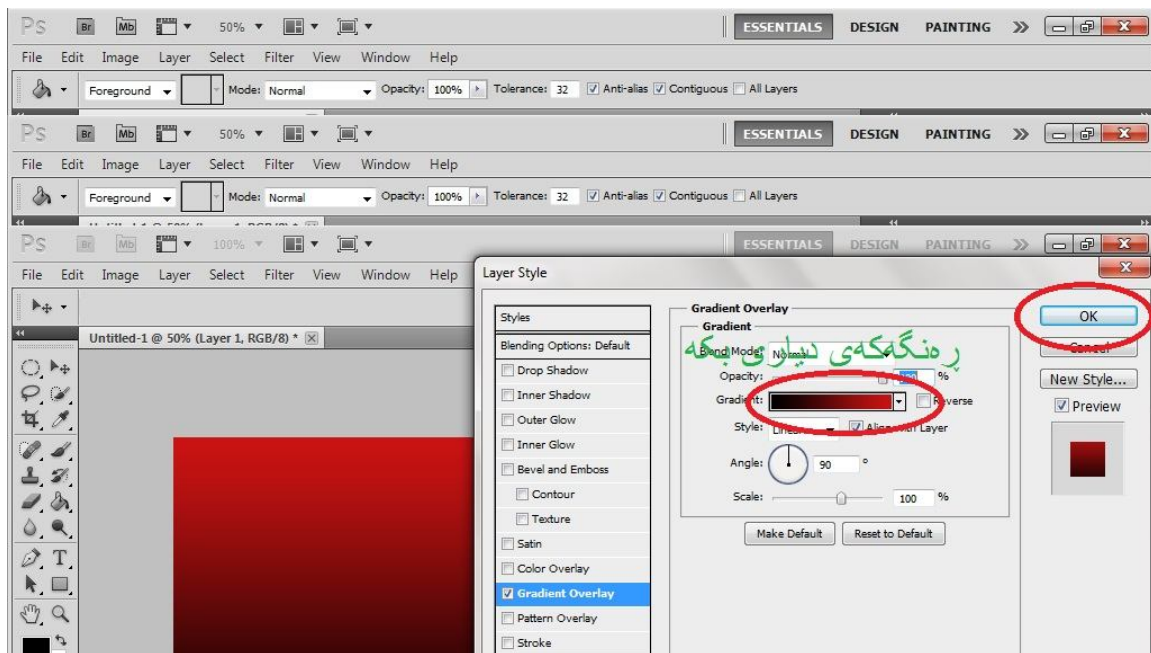 Ps Br Mb 50% ESSENTIALS DESIGN PAINTING
File Edit Image Layer Select Filter View Window Help
Foreground Mode: Normal Opacity: 100% Tolerance: 32 Anti-alias Contiguous All Layers
Ps Br Mb 50% ESSENTIALS DESIGN PAINTING
File Edit Image Layer Select Filter View Window Help
Foreground Mode: Normal Opacity: 100% Tolerance: 32 Anti-alias Contiguous All Layers
Ps Br Mb 100% ESSENTIALS DESIGN PAINTING
File Edit Image Layer Select Filter View Window Help
Untitled-1 @ 50% (Layer 1, RGB/8) *
Layer Style
Styles
Blending Options: Default
Drop Shadow
Inner Shadow
Outer Glow
Inner Glow
Bevel and Emboss
Contour
Texture
Satin
Color Overlay
Gradient Overlay
Pattern Overlay
Stroke
Gradient Overlay
Gradient
Blend Mode: Normal
ڕەنگەکەی دیاری بکە
Opacity: %
Gradient: Reverse
Style: Linear Align with Layer
Angle: 90 °
Scale: 100 %
Make Default Reset to Default
OK
Cancel
New Style...
Preview